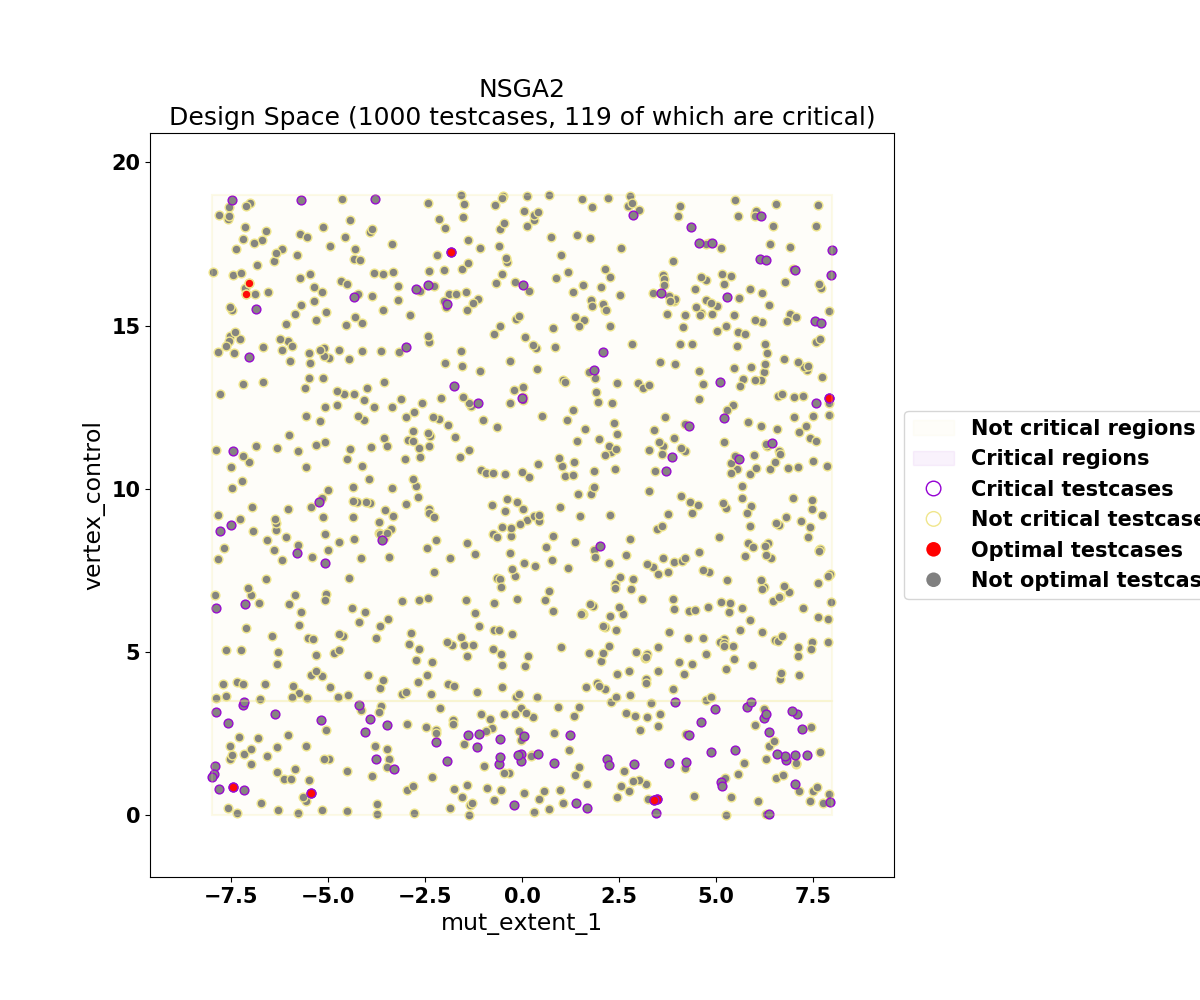 NSGA2
Design Space (1000 testcases, 119 of which are critical)
20
15
10
5
0
vertex_control
−7.5 −5.0 −2.5 0.0 2.5 5.0 7.5
mut_extent_1
Not critical regions
Critical regions
Critical testcases
Not critical testcase
Optimal testcases
Not optimal testcas